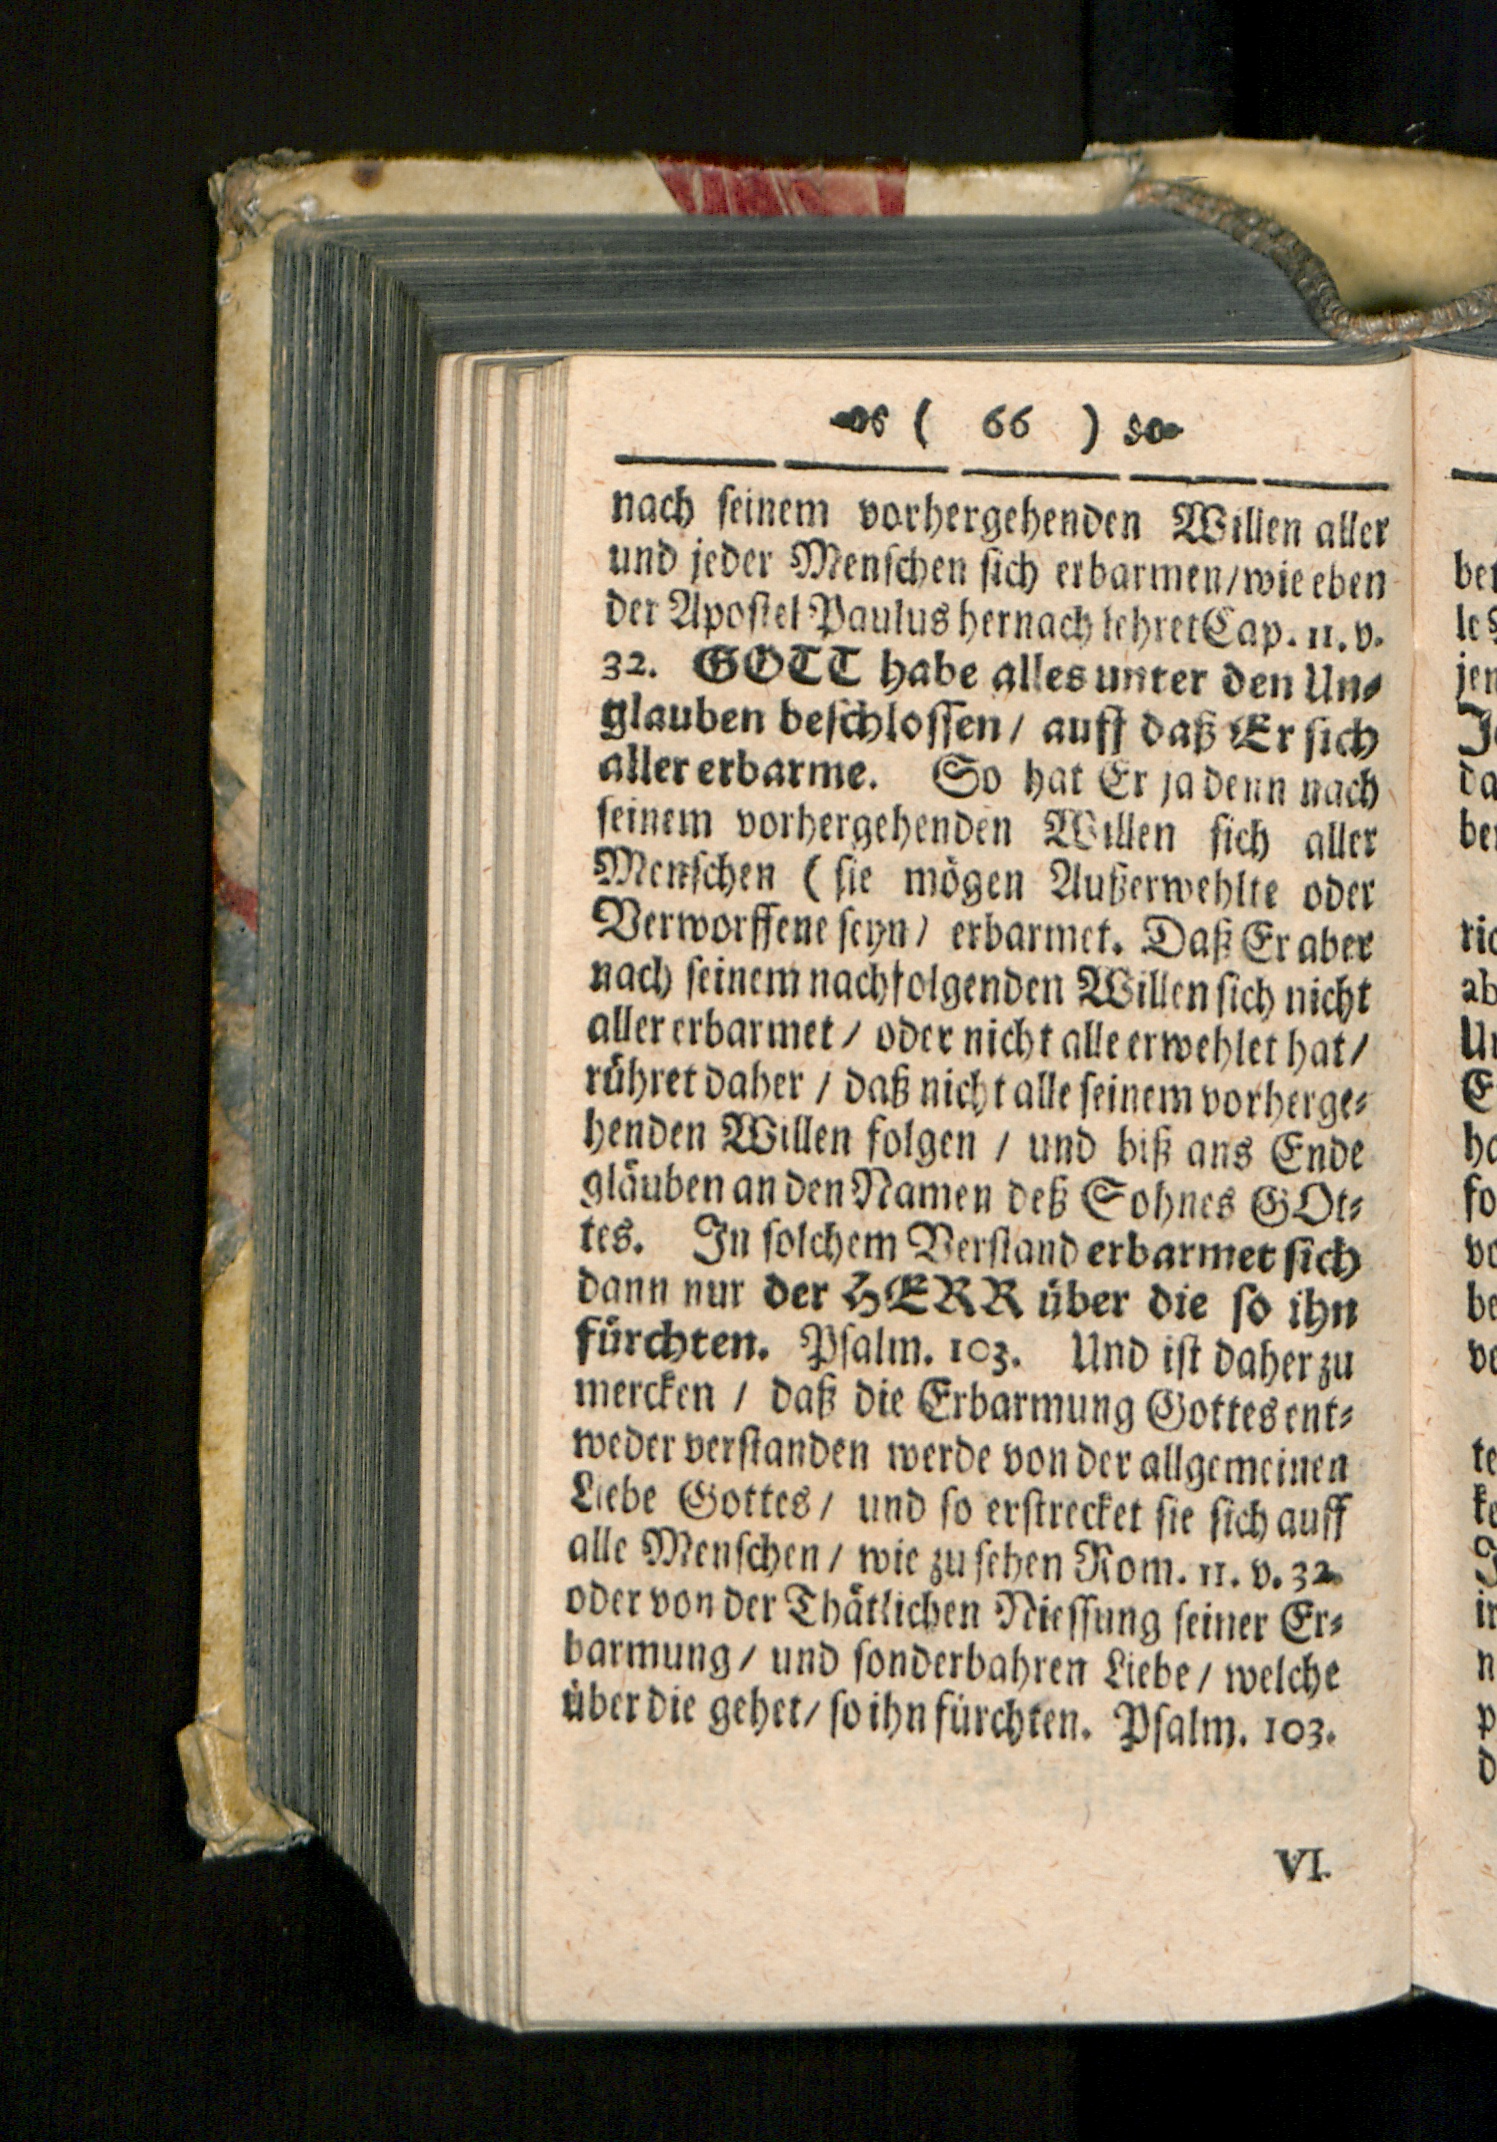 ( 66 )
nach seinem vorhergehenden Willen aller
und jeder Menschen sich erbarmen/wie eben
der Apostel Paulus hernach lehret Cap. 11. v.
32. GOTT habe alles unter den Un-
glauben beschlossen / auff daß Er sich
aller erbarme. So hat Er ja denn nach
seinem vorhergehenden Willen sich aller
Menschen ( sie mögen Außerwehlte oder
Verworffene seyn) erbarmet. Daß Er aber
nach seinem nachfolgenden Willen sich nicht
aller erbarmet / oder nicht alle erwehlet hat /
rühret daher / daß nicht alle seinem vorherge-
henden Willen folgen / und biß ans Ende
gläuben an den Namen deß Sohnes GOt-
tes. In solchem Verstand erbarmet sich
dann nur der HERR über die so ihn
fürchten. Psalm. 103. Und ist daher zu
mercken / daß die Erbarmung Gottes ent-
weder verstanden werde von der allgemeinen
Liebe Gottes / und so erstrecket sie sich auff
alle Menschen / wie zu sehen Rom. 11. v. 32.
oder von der Thätlichen Niessung seiner Er-
barmung / und sonderbahren Liebe / welche
über die gehet / so ihn fürchten. Psalm. 103.
VI.